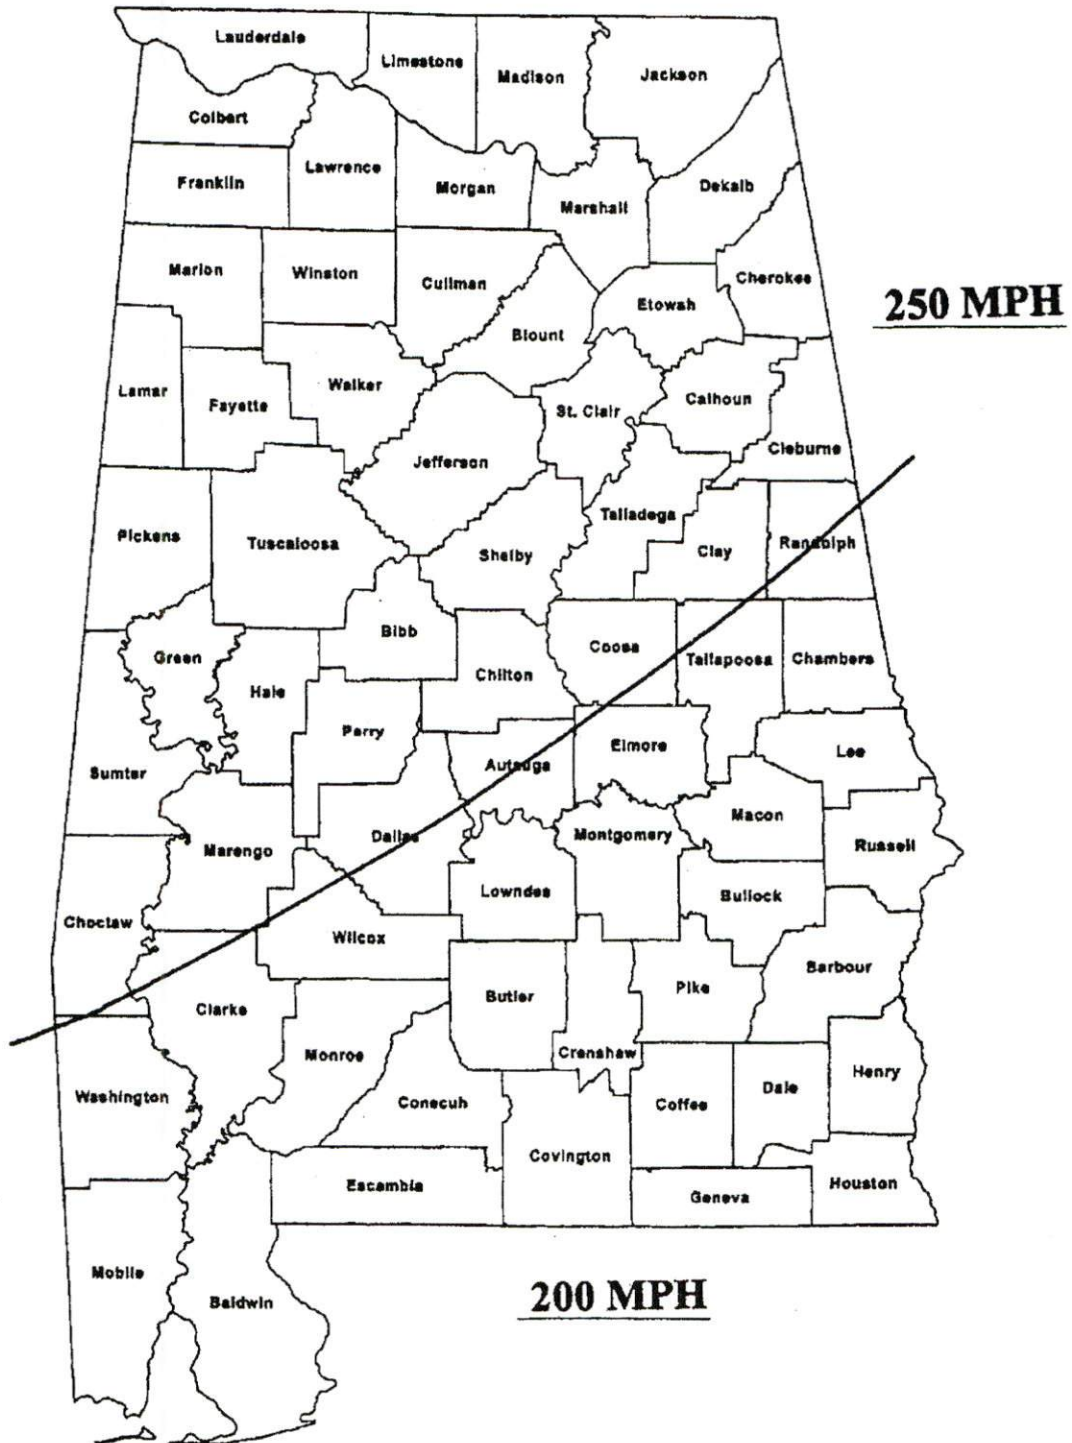 Lauderdale
Limestone
Madison
Jackson
Colbert
Lawrence
Franklin
Morgan
Marshall
Dekalb
Marion
Winston
Cullman
Cherokee
Etowah
250 MPH
Blount
Lamar
Walker
Fayette
St. Clair
Calhoun
Jefferson
Cleburne
Pickens
Tuscaloosa
Talladega
Shelby
Clay
Randolph
Bibb
Green
Coosa
Tallapoosa
Chambers
Hale
Chilton
Perry
Elmore
Lee
Sumter
Autauga
Macon
Dallas
Montgomery
Marengo
Russell
Lowndes
Bullock
Choctaw
Wilcox
Barbour
Pike
Butler
Clarke
Monroe
Crenshaw
Henry
Washington
Conecuh
Coffee
Dale
Covington
Escambia
Geneva
Houston
Mobile
Baldwin
200 MPH